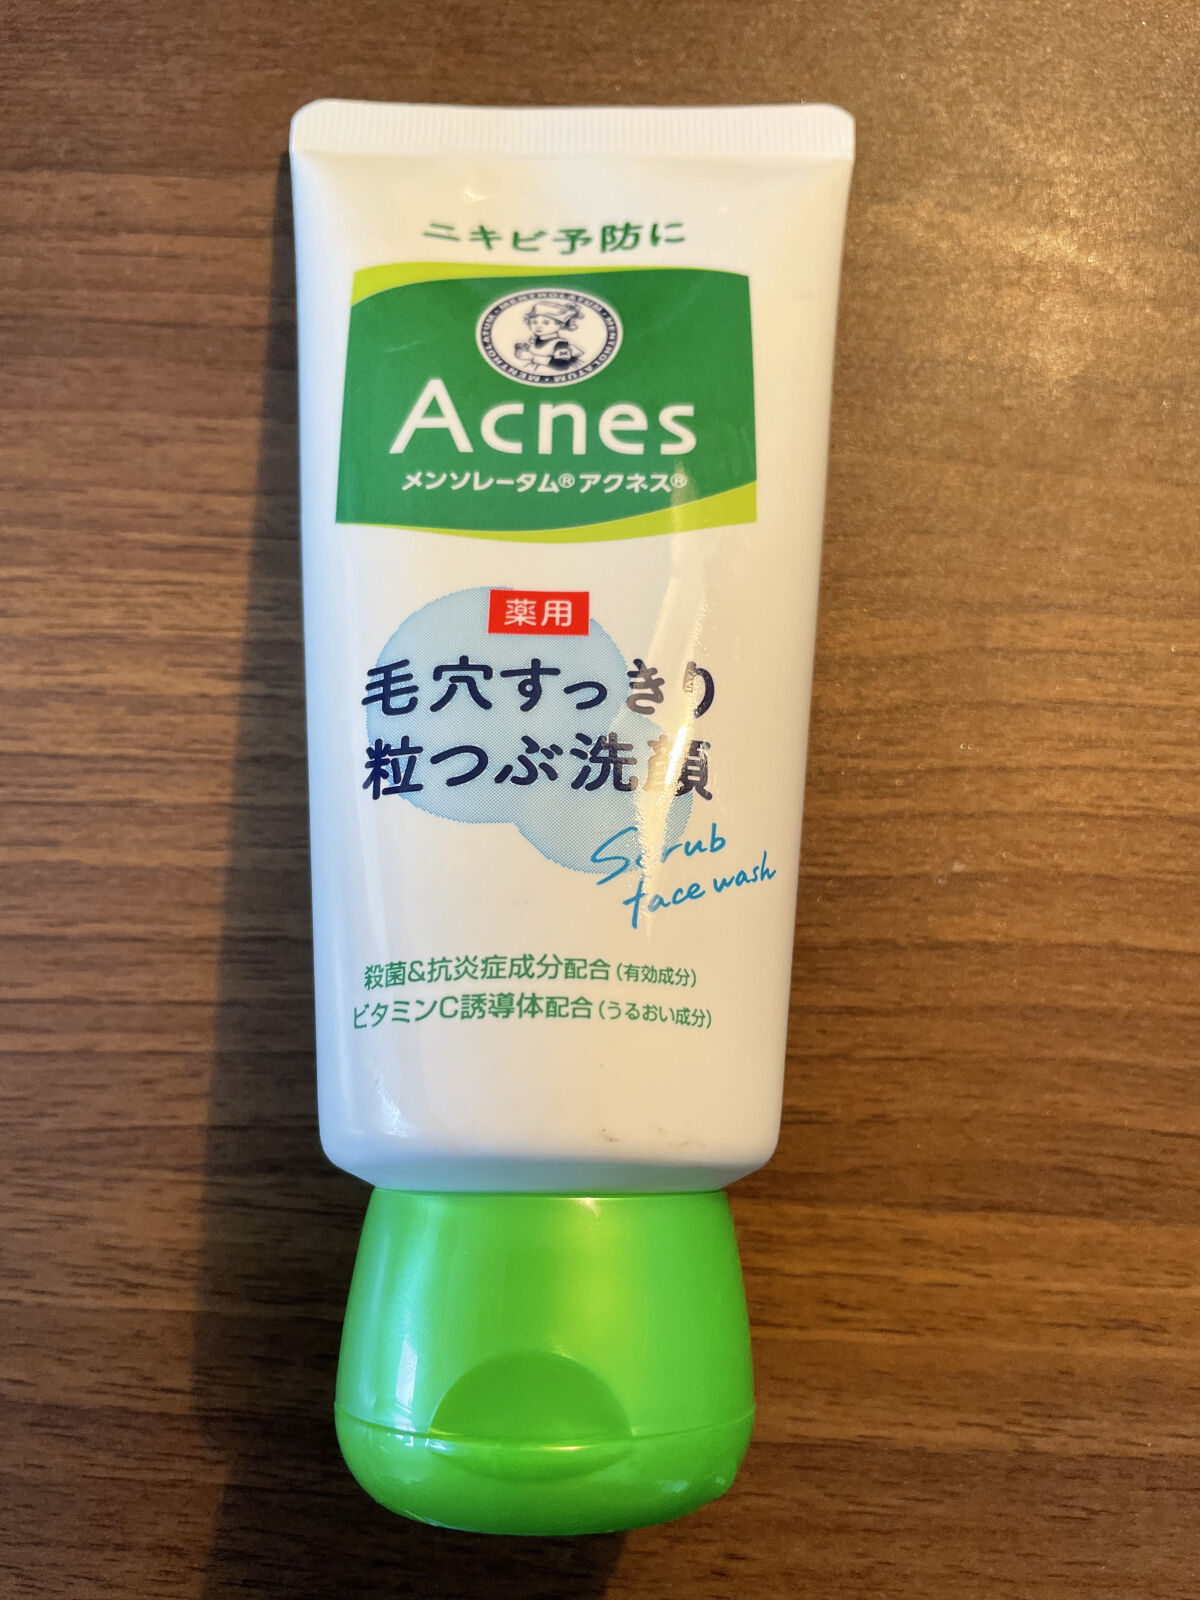 ニキビ予防に
MENTHOLATUM · MENTHOLATUM · MENTHOLATUM
Acnes
メンソレータム®アクネス®
薬用
毛穴すっきり
粒つぶ洗顔
Scrub
face wash
殺菌&抗炎症成分配合(有効成分)
ビタミンC誘導体配合(うるおい成分)